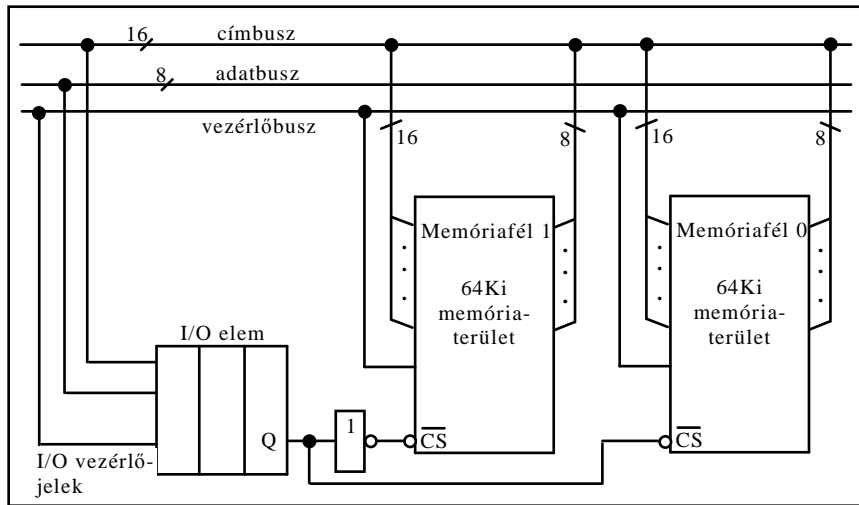 16
címbusz
8
adatbusz
vezérlőbusz
16
8
16
8
Memóriafél 1
64Ki
memória-
terület
Memóriafél 0
64Ki
memória-
terület
I/O elem
Q
1
CS
CS
I/O vezérlő-
jelek